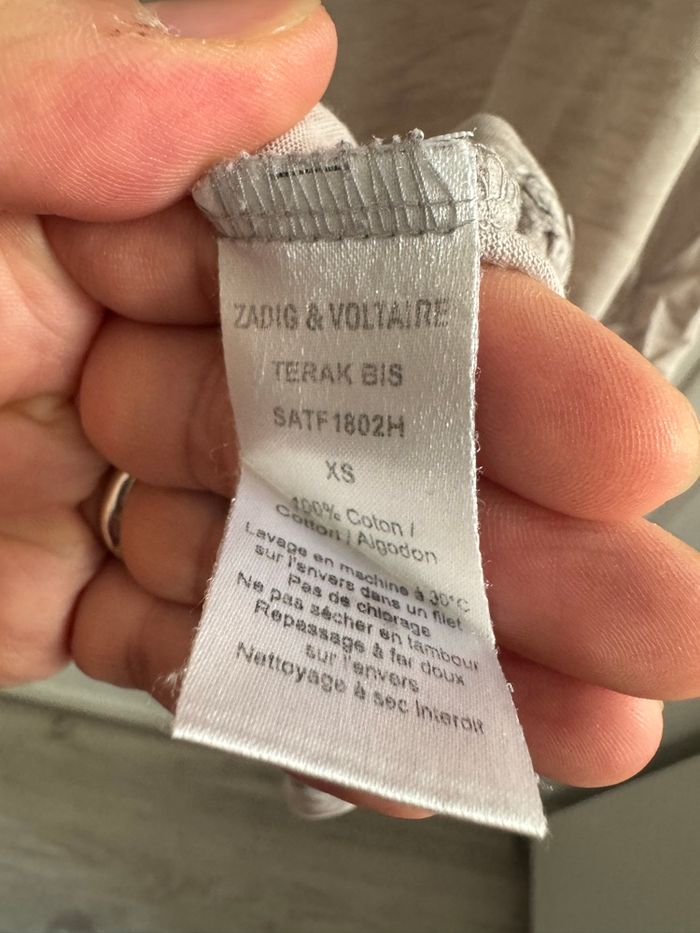 ZADIG & VOLTAIRE
TERAK BIS
SATF1802H
XS
100% Coton /
Cotton / Algodon
Lavage en machine à 30°C
sur l'envers dans un filet
Pas de chlorage
Ne pas sécher en tambour
Repassage à fer doux
sur l'envers
Nettoyage à sec Interdit